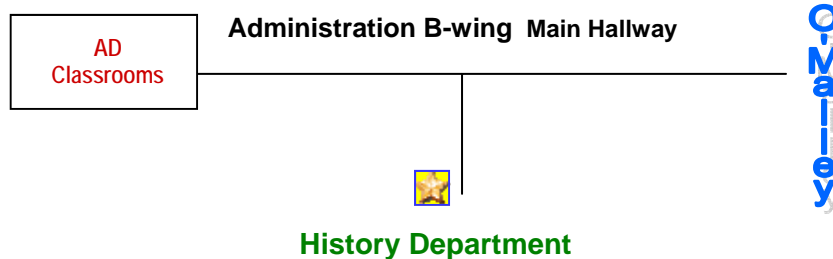 Administration B-wing  Main Hallway
AD
Classrooms
O'Malley
History Department